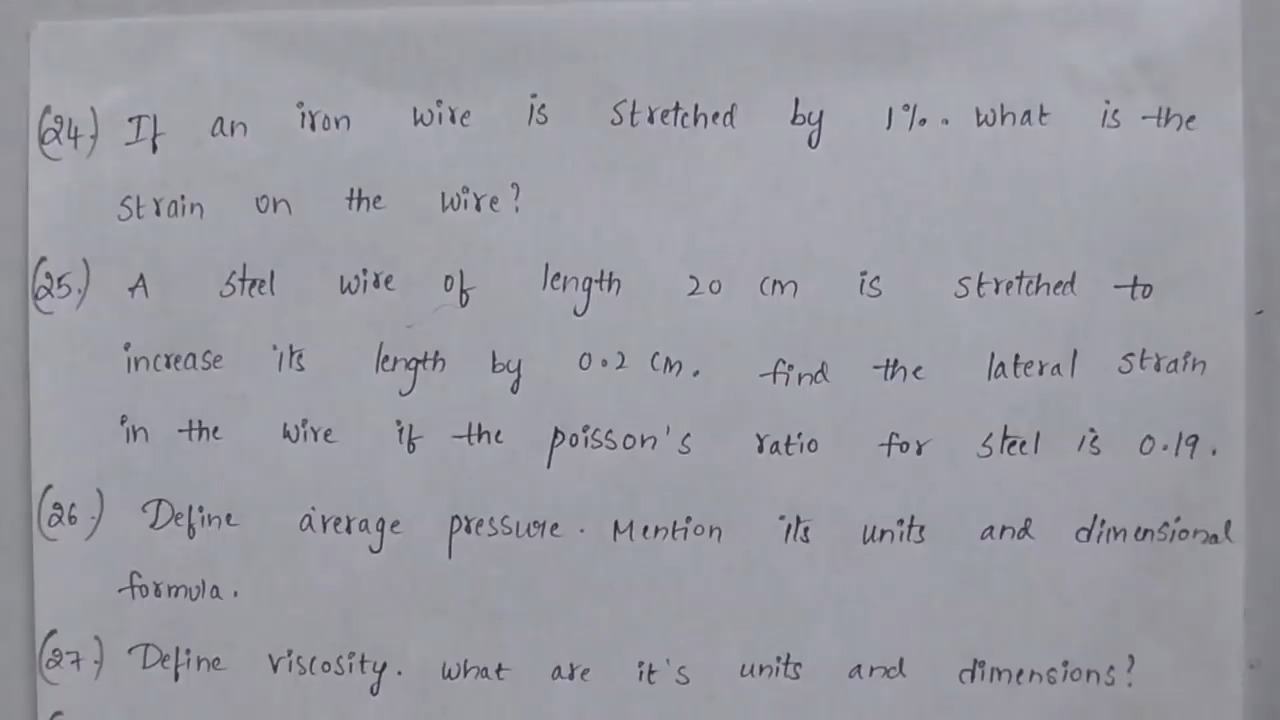 (24.) If an iron wire is stretched by 1%. what is the
strain on the wire?
(25.) A steel wire of length 20 cm is stretched to
increase its length by 0.2 cm. find the lateral strain
in the wire if the poisson's ratio for steel is 0.19.
(26.) Define average pressure. Mention its units and dimensional
formula.
(27.) Define viscosity. what are it's units and dimensions?